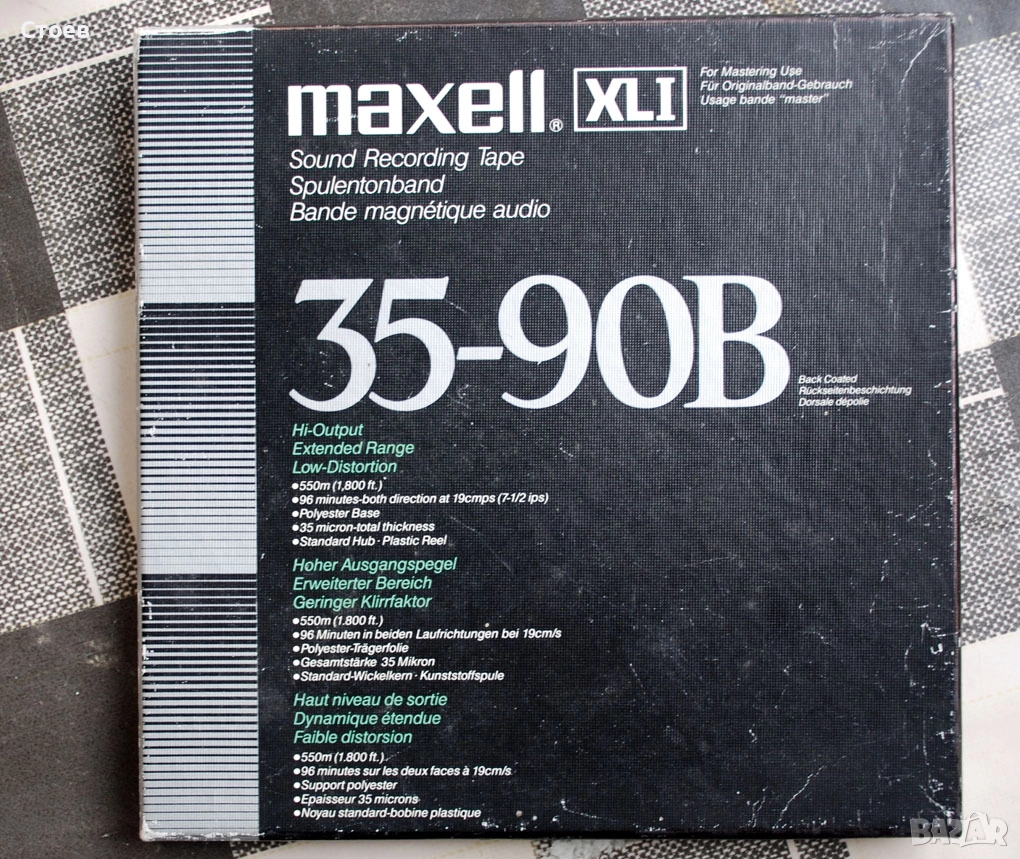 Стоев
maxell® XLI
For Mastering Use
Für Originalband-Gebrauch
Usage bande "master"
Sound Recording Tape
Spulentonband
Bande magnétique audio
35-90B
Back Coated
Rückseitenbeschichtung
Dorsale dépolie
Hi-Output
Extended Range
Low-Distortion
●550m (1,800 ft.)
●96 minutes-both direction at 19cmps (7-1/2 ips)
●Polyester Base
●35 micron-total thickness
●Standard Hub · Plastic Reel
Hoher Ausgangspegel
Erweiterter Bereich
Geringer Klirrfaktor
●550m (1.800 ft.)
●96 Minuten in beiden Laufrichtungen bei 19cm/s
●Polyester-Trägerfolie
●Gesamtstärke 35 Mikron
●Standard-Wickelkern · Kunststoffspule
Haut niveau de sortie
Dynamique étendue
Faible distorsion
●550m (1.800 ft.)
●96 minutes sur les deux faces à 19cm/s
●Support polyester
●Epaisseur 35 microns
●Noyau standard-bobine plastique
BAZAR